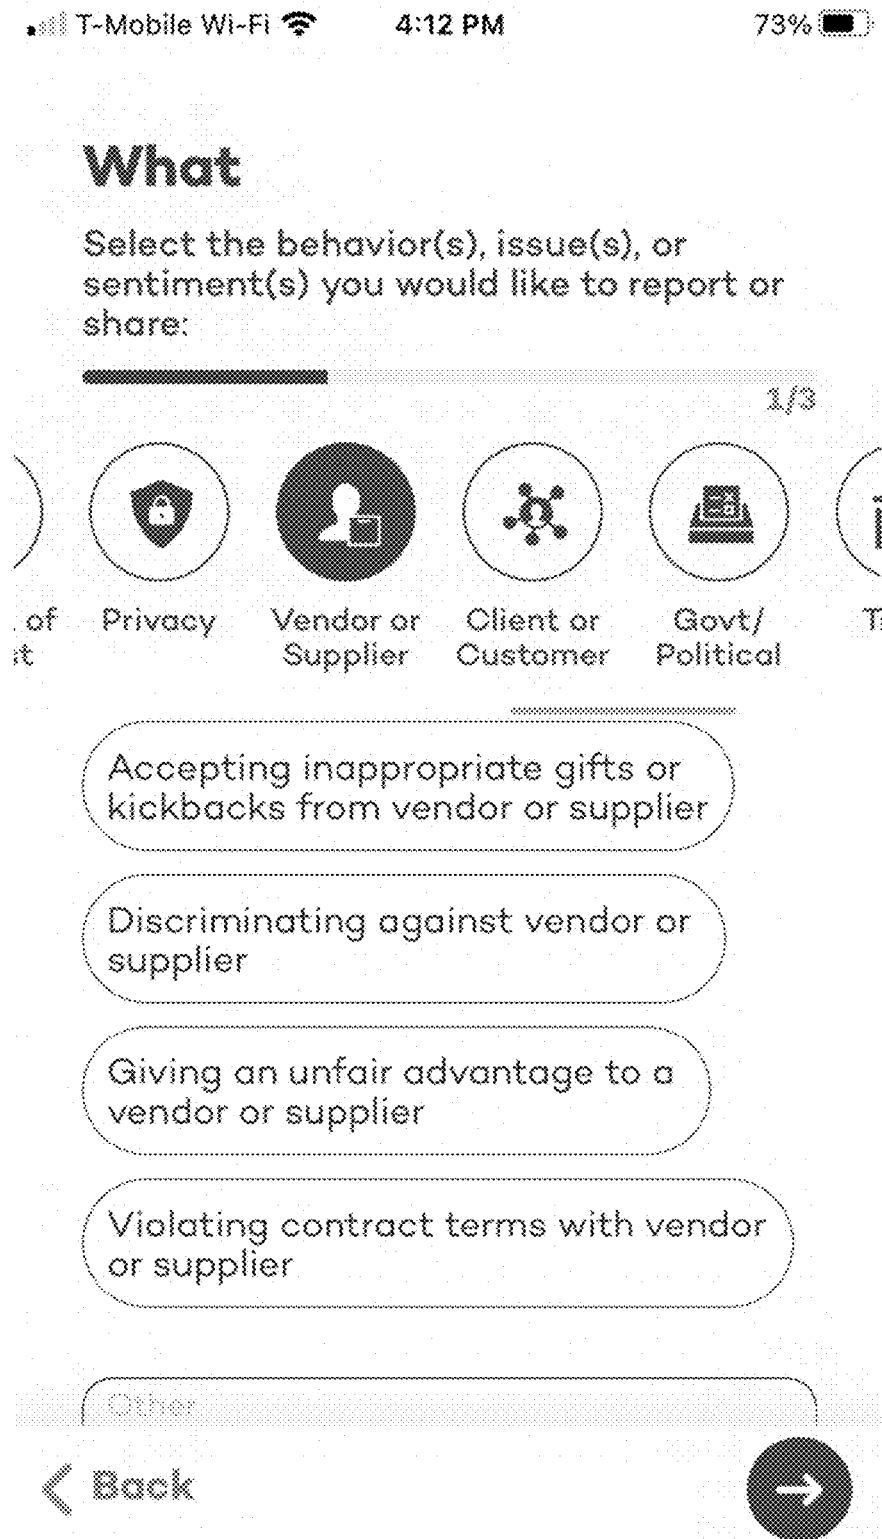 T-Mobile Wi-Fi 4:12 PM 73%
What
Select the behavior(s), issue(s), or
sentiment(s) you would like to report or
share:
1/3
of Privacy Vendor or Client or Govt/
st Supplier Customer Political
Accepting inappropriate gifts or
kickbacks from vendor or supplier
Discriminating against vendor or
supplier
Giving an unfair advantage to a
vendor or supplier
Violating contract terms with vendor
or supplier
Other
Back